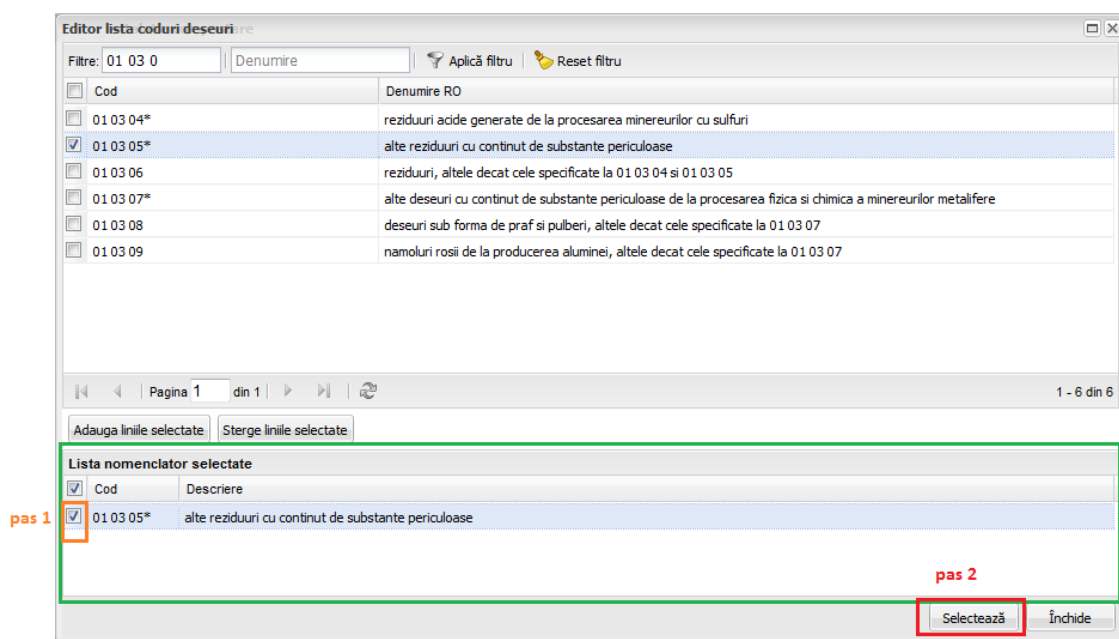 Editor lista coduri deseuri
Filtre: 01 03 0 Denumire Aplică filtru Reset filtru
Cod Denumire RO
01 03 04* reziduuri acide generate de la procesarea minereurilor cu sulfuri
01 03 05* alte reziduuri cu continut de substante periculoase
01 03 06 reziduuri, altele decat cele specificate la 01 03 04 si 01 03 05
01 03 07* alte deseuri cu continut de substante periculoase de la procesarea fizica si chimica a minereurilor metalifere
01 03 08 deseuri sub forma de praf si pulberi, altele decat cele specificate la 01 03 07
01 03 09 namoluri rosii de la producerea aluminei, altele decat cele specificate la 01 03 07
Pagina 1 din 1 1 - 6 din 6
Adauga liniile selectate Sterge liniile selectate
Lista nomenclator selectate
Cod Descriere
pas 1 01 03 05* alte reziduuri cu continut de substante periculoase
pas 2
Selectează Închide